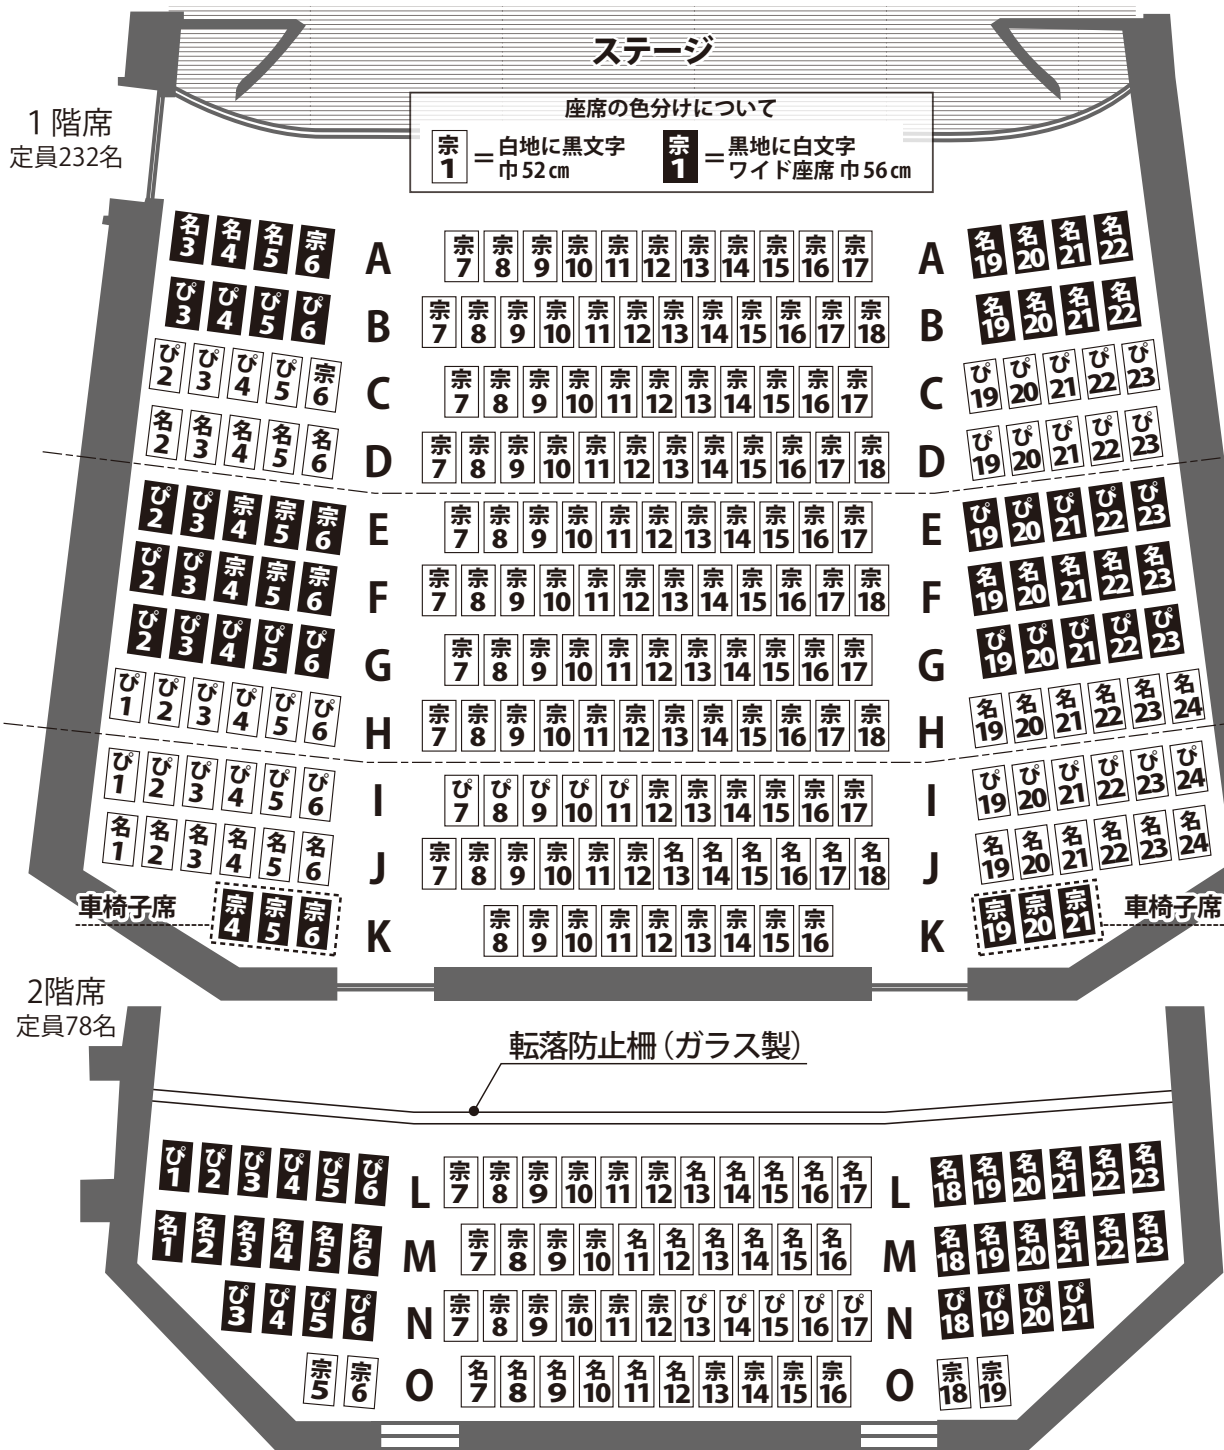 ステージ
座席の色分けについて
宗1 ＝ 白地に黒文字 巾52㎝
宗1 ＝ 黒地に白文字 ワイド座席 巾56㎝
1階席
定員232名
名3 名4 名5 宗6 A 宗7 宗8 宗9 宗10 宗11 宗12 宗13 宗14 宗15 宗16 宗17 A 名19 名20 名21 名22
ぴ3 ぴ4 ぴ5 ぴ6 B 宗7 宗8 宗9 宗10 宗11 宗12 宗13 宗14 宗15 宗16 宗17 宗18 B 名19 名20 名21 名22
ぴ2 ぴ3 ぴ4 ぴ5 宗6 C 宗7 宗8 宗9 宗10 宗11 宗12 宗13 宗14 宗15 宗16 宗17 C ぴ19 ぴ20 ぴ21 ぴ22 ぴ23
名2 名3 名4 名5 名6 D 宗7 宗8 宗9 宗10 宗11 宗12 宗13 宗14 宗15 宗16 宗17 宗18 D ぴ19 ぴ20 ぴ21 ぴ22 ぴ23
ぴ2 ぴ3 宗4 宗5 宗6 E 宗7 宗8 宗9 宗10 宗11 宗12 宗13 宗14 宗15 宗16 宗17 E ぴ19 ぴ20 ぴ21 ぴ22 ぴ23
ぴ2 ぴ3 宗4 宗5 宗6 F 宗7 宗8 宗9 宗10 宗11 宗12 宗13 宗14 宗15 宗16 宗17 宗18 F 名19 名20 名21 名22 名23
ぴ2 ぴ3 ぴ4 ぴ5 ぴ6 G 宗7 宗8 宗9 宗10 宗11 宗12 宗13 宗14 宗15 宗16 宗17 G ぴ19 ぴ20 ぴ21 ぴ22 ぴ23
ぴ1 ぴ2 ぴ3 ぴ4 ぴ5 ぴ6 H 宗7 宗8 宗9 宗10 宗11 宗12 宗13 宗14 宗15 宗16 宗17 宗18 H 名19 名20 名21 名22 名23 名24
ぴ1 ぴ2 ぴ3 ぴ4 ぴ5 ぴ6 I ぴ7 ぴ8 ぴ9 ぴ10 ぴ11 宗12 宗13 宗14 宗15 宗16 宗17 I ぴ19 ぴ20 ぴ21 ぴ22 ぴ23 ぴ24
名1 名2 名3 名4 名5 名6 J 宗7 宗8 宗9 宗10 宗11 宗12 名13 名14 名15 名16 名17 名18 J 名19 名20 名21 名22 名23 名24
車椅子席 宗4 宗5 宗6 K 宗8 宗9 宗10 宗11 宗12 宗13 宗14 宗15 宗16 K 宗19 宗20 宗21 車椅子席
2階席
定員78名
転落防止柵（ガラス製）
ぴ1 ぴ2 ぴ3 ぴ4 ぴ5 ぴ6 L 宗7 宗8 宗9 宗10 宗11 宗12 名13 名14 名15 名16 名17 L 名18 名19 名20 名21 名22 名23
名1 名2 名3 名4 名5 名6 M 宗7 宗8 宗9 宗10 名11 名12 名13 名14 名15 名16 M 名18 名19 名20 名21 名22 名23
ぴ3 ぴ4 ぴ5 ぴ6 N 宗7 宗8 宗9 宗10 宗11 宗12 ぴ13 ぴ14 ぴ15 ぴ16 ぴ17 N ぴ18 ぴ19 ぴ20 ぴ21
宗5 宗6 O 名7 名8 名9 名10 名11 名12 宗13 宗14 宗15 宗16 O 宗18 宗19